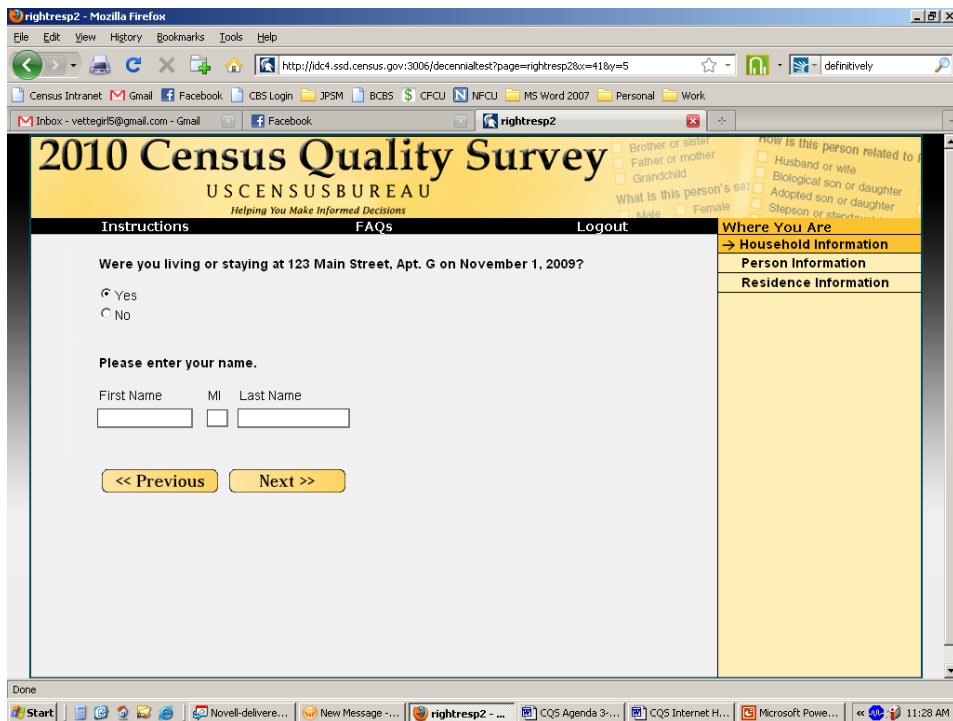 rightresp2 - Mozilla Firefox
File Edit View History Bookmarks Tools Help
http://idc4.ssd.census.gov:3006/decennialtest?page=rightresp2&x=41&y=5
definitively
Census Intranet Gmail Facebook CBS Login JPSM BCBS CFCU NFCU MS Word 2007 Personal Work
Inbox - vettegirl5@gmail.com - Gmail Facebook rightresp2
2010 Census Quality Survey
USCENSUSBUREAU
Helping You Make Informed Decisions
Brother or sister
Father or mother
Grandchild
What is this person's sex
Male Female
How is this person related to
Husband or wife
Biological son or daughter
Adopted son or daughter
Stepson or
Instructions FAQs Logout
Where You Are
→ Household Information
Person Information
Residence Information
Were you living or staying at 123 Main Street, Apt. G on November 1, 2009?
Yes
No
Please enter your name.
First Name MI Last Name
<< Previous Next >>
Done
Start Novell-delivere... New Message -... rightresp2 - ... CQS Agenda 3-... CQS Internet H... Microsoft Powe... « 11:28 AM